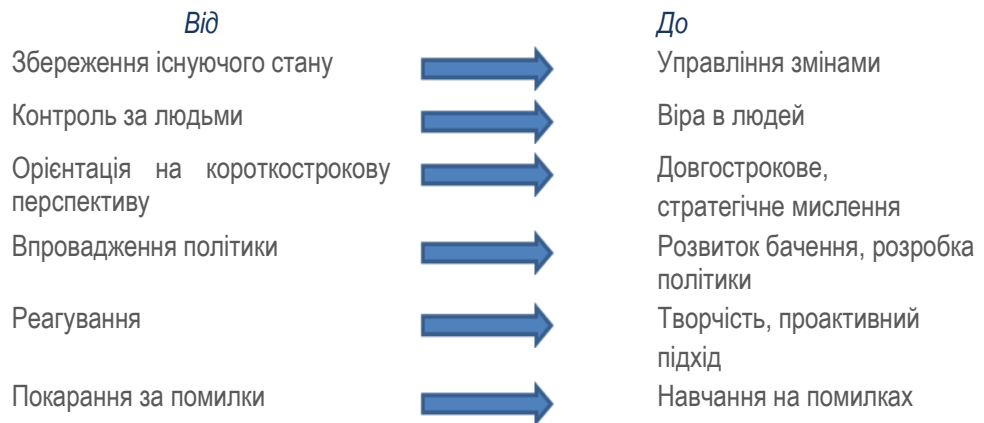 Від До
Збереження існуючого стану Управління змінами
Контроль за людьми Віра в людей
Орієнтація на короткострокову Довгострокове,
перспективу стратегічне мислення
Впровадження політики Розвиток бачення, розробка
політики
Реагування Творчість, проактивний
підхід
Покарання за помилки Навчання на помилках